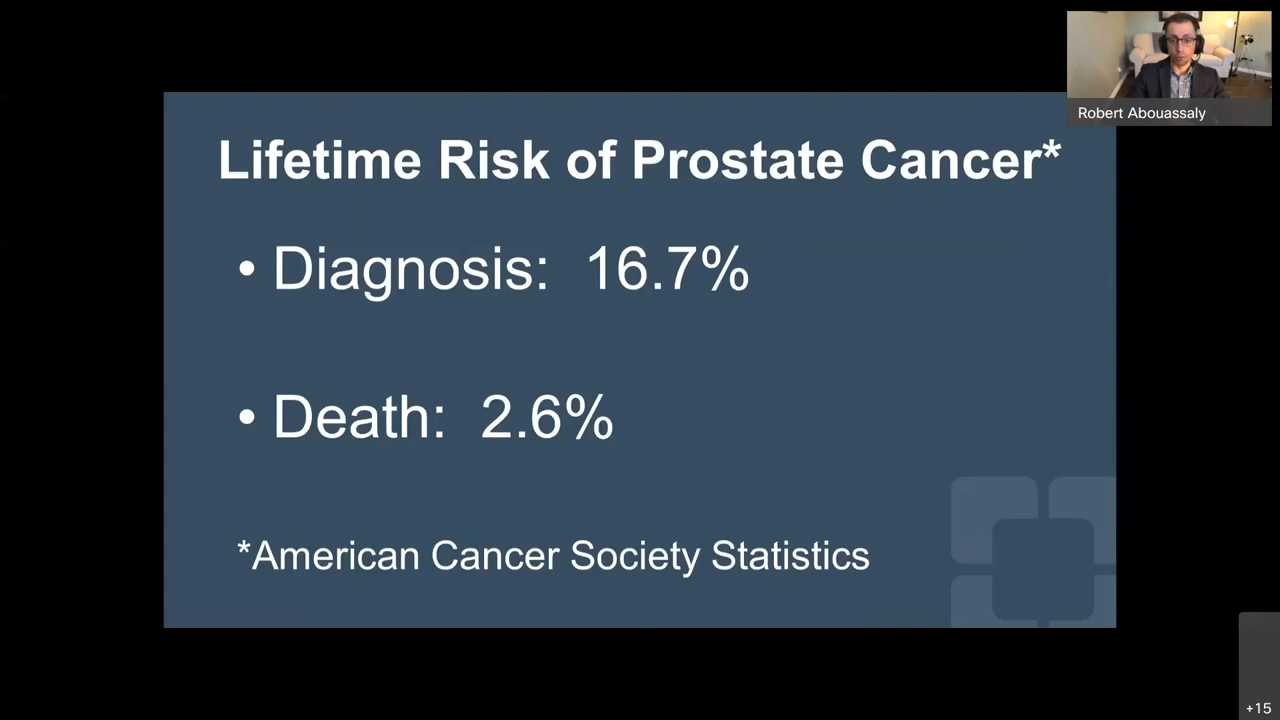 Robert Abouassaly
Lifetime Risk of Prostate Cancer*
• Diagnosis: 16.7%
• Death: 2.6%
*American Cancer Society Statistics
+15